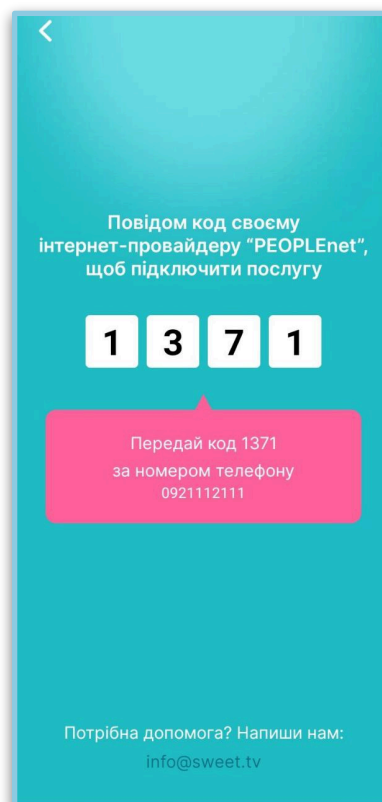 Повідом код своєму
інтернет-провайдеру “PEOPLEnet”,
щоб підключити послугу
1 3 7 1
Передай код 1371
за номером телефону
0921112111
Потрібна допомога? Напиши нам:
info@sweet.tv